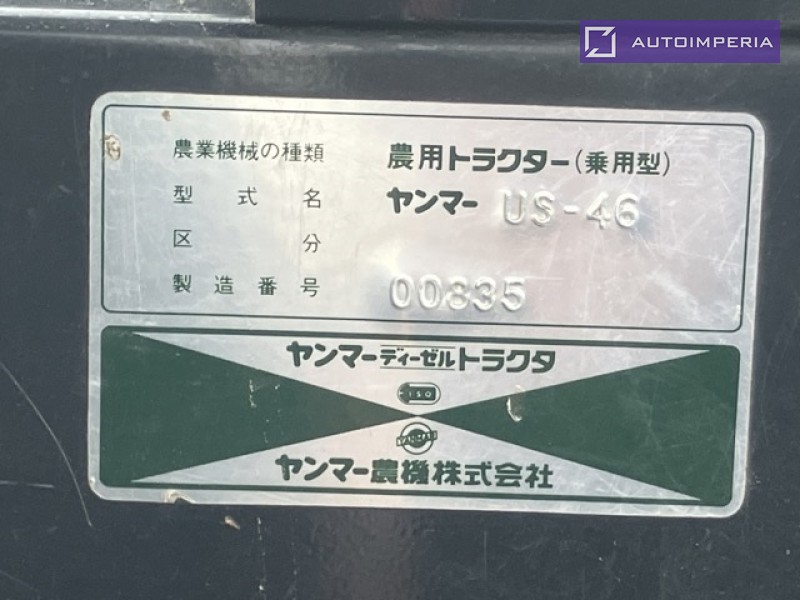 AUTOIMPERIA
農業機械の種類 農用トラクター(乗用型)
型式名 ヤンマー US-46
区分
製造番号 00835
ヤンマーディーゼルトラクタ
ISO
YANMAR
ヤンマー農機株式会社